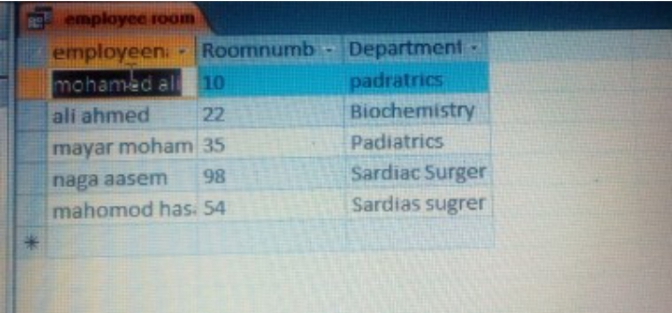 employee room
employeen Roomnumb Department
mohamed ali 10 padratrics
ali ahmed 22 Biochemistry
mayar moham 35 Padiatrics
naga aasem 98 Sardiac Surger
mahomod has 54 Sardias sugrer